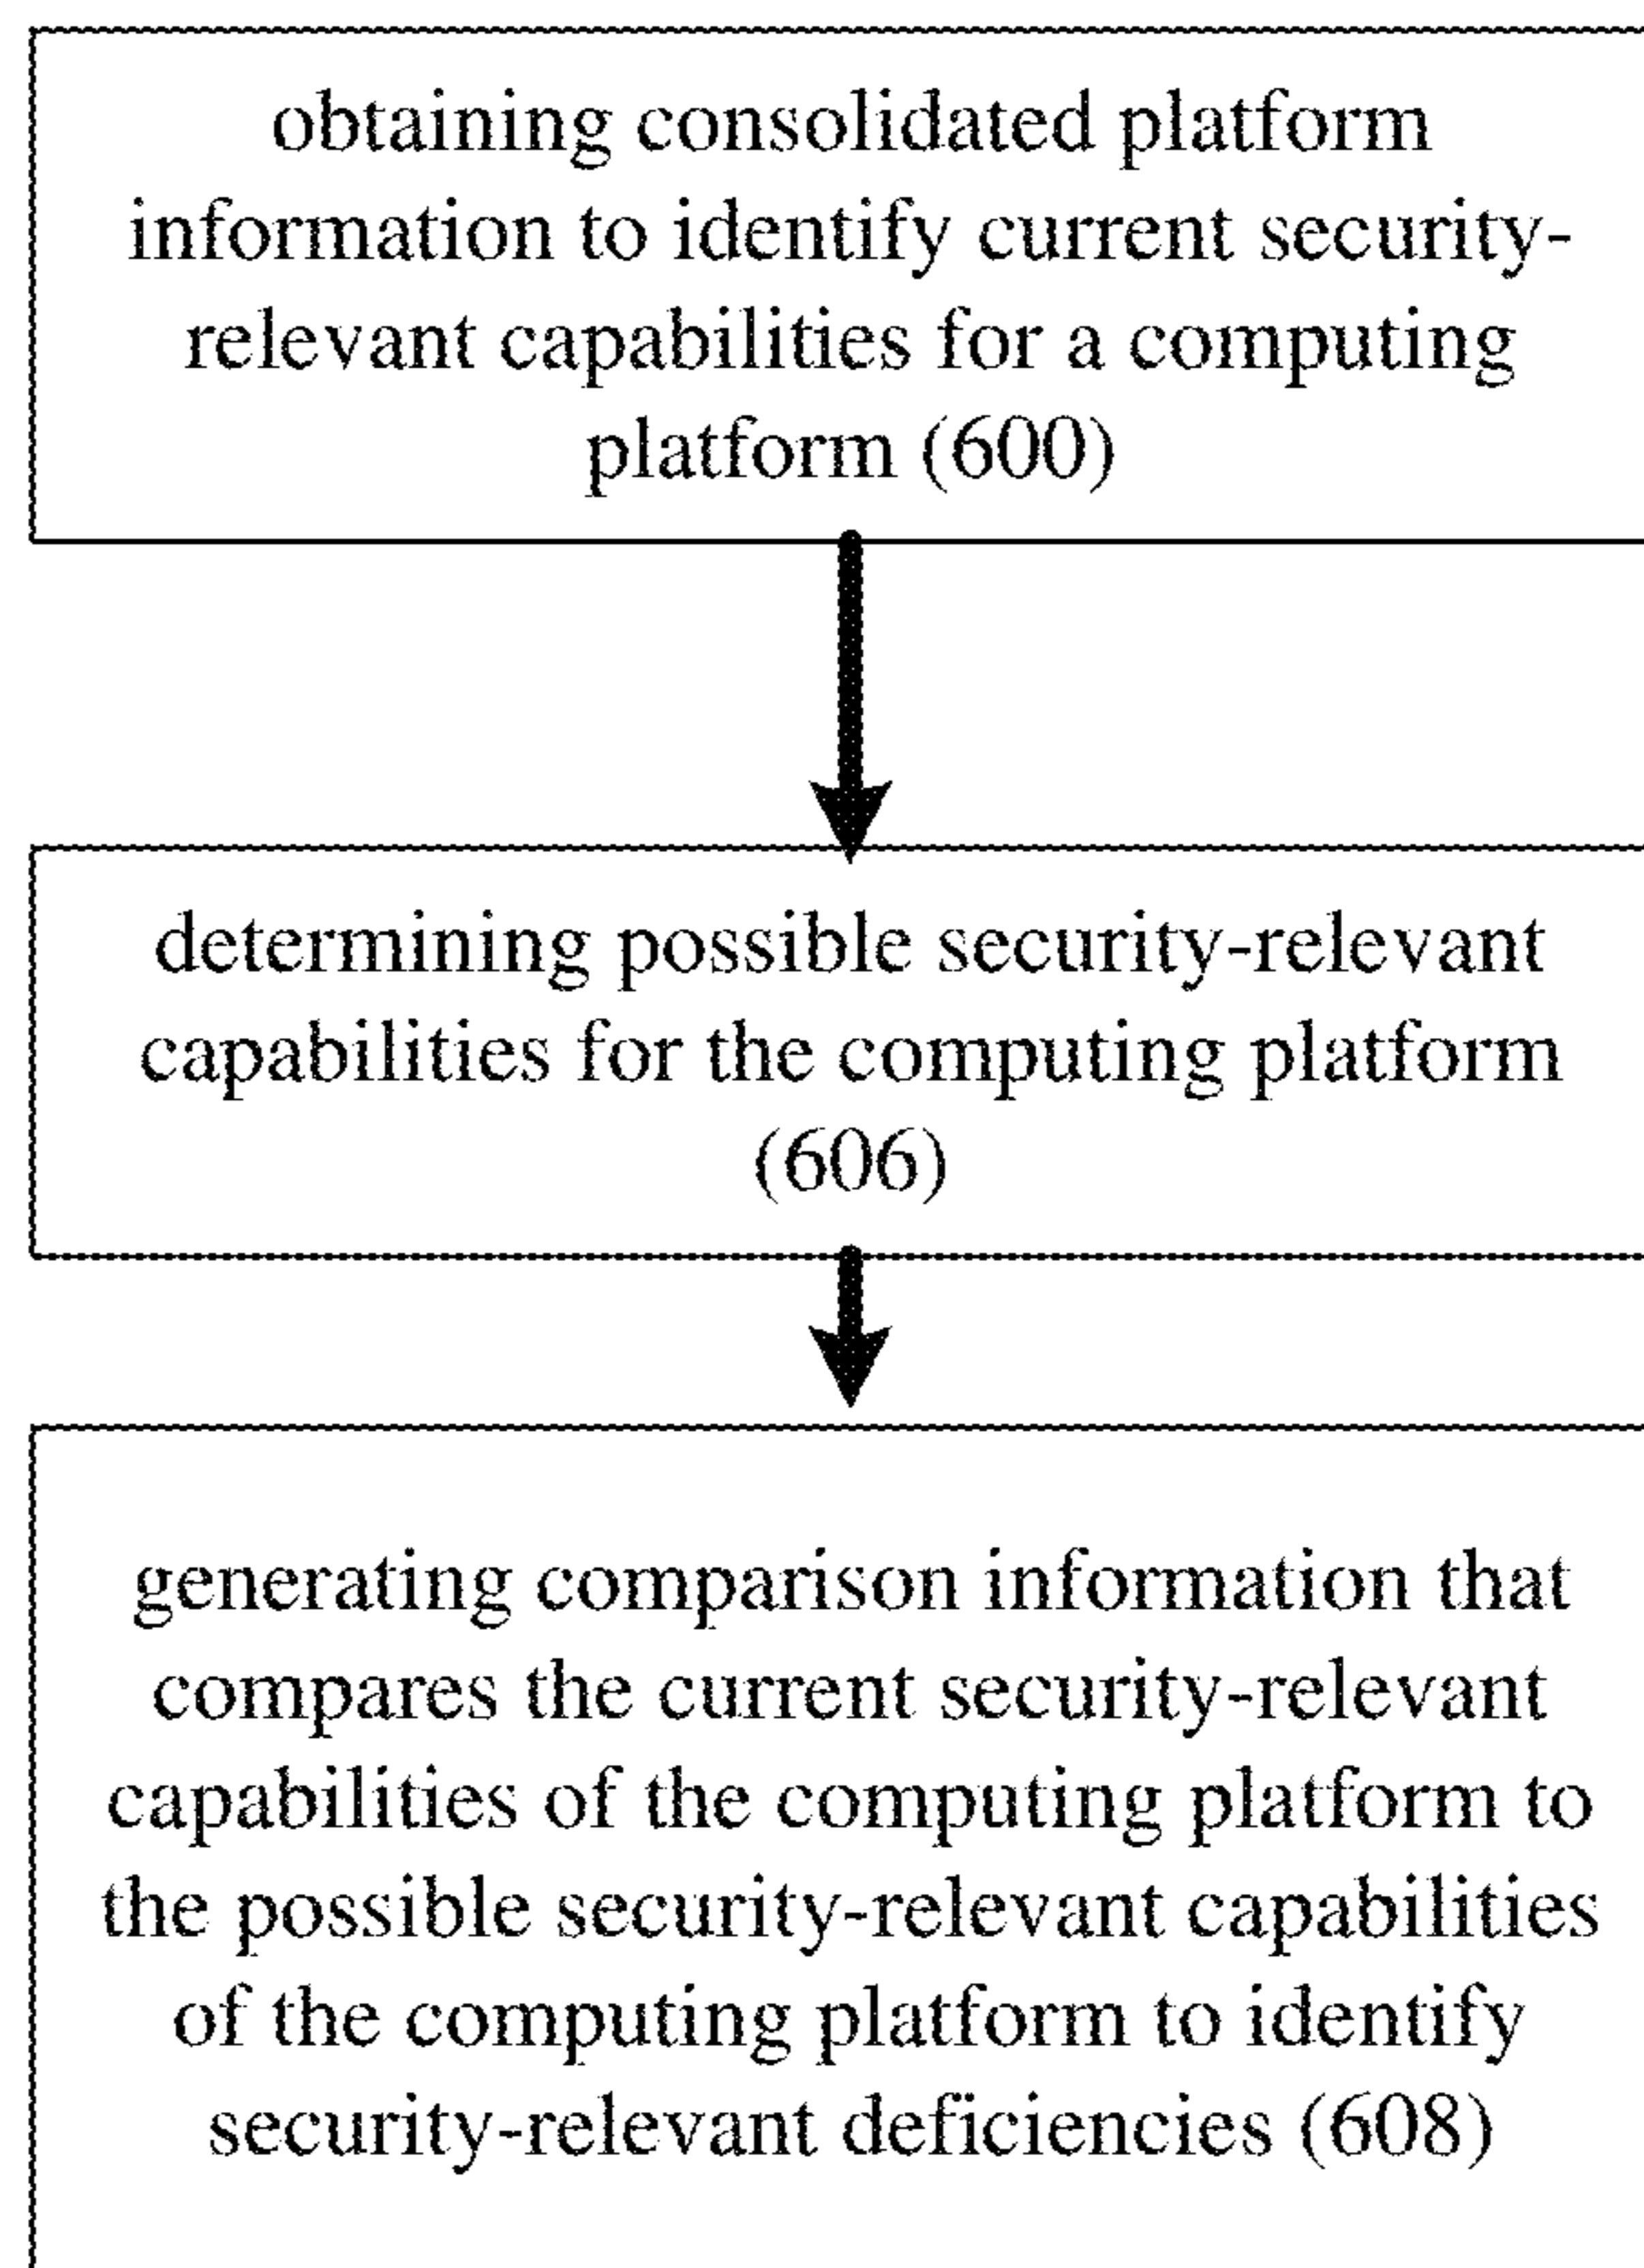 obtaining consolidated platform
information to identify current security-
relevant capabilities for a computing
platform (600)
determining possible security-relevant
capabilities for the computing platform
(606)
generating comparison information that
compares the current security-relevant
capabilities of the computing platform to
the possible security-relevant capabilities
of the computing platform to identify
security-relevant deficiencies (608)